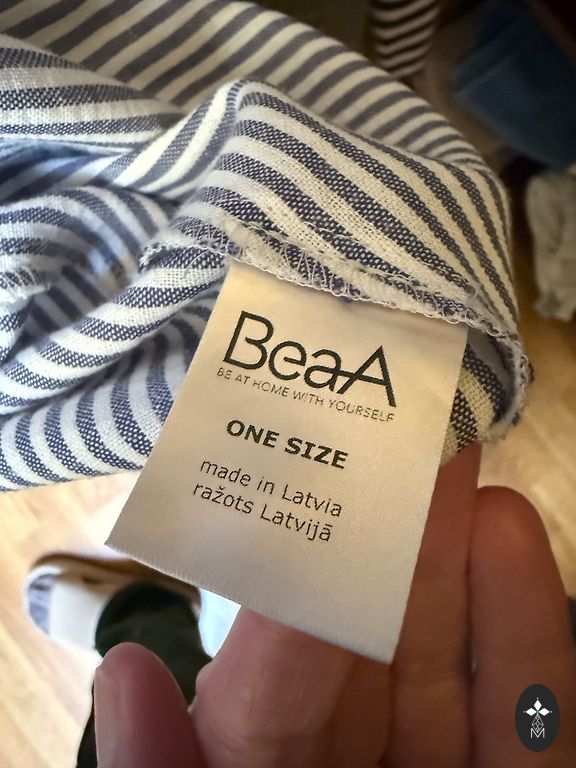 BeaA
BE AT HOME WITH YOURSELF
ONE SIZE
made in Latvia
ražots Latvijā
M